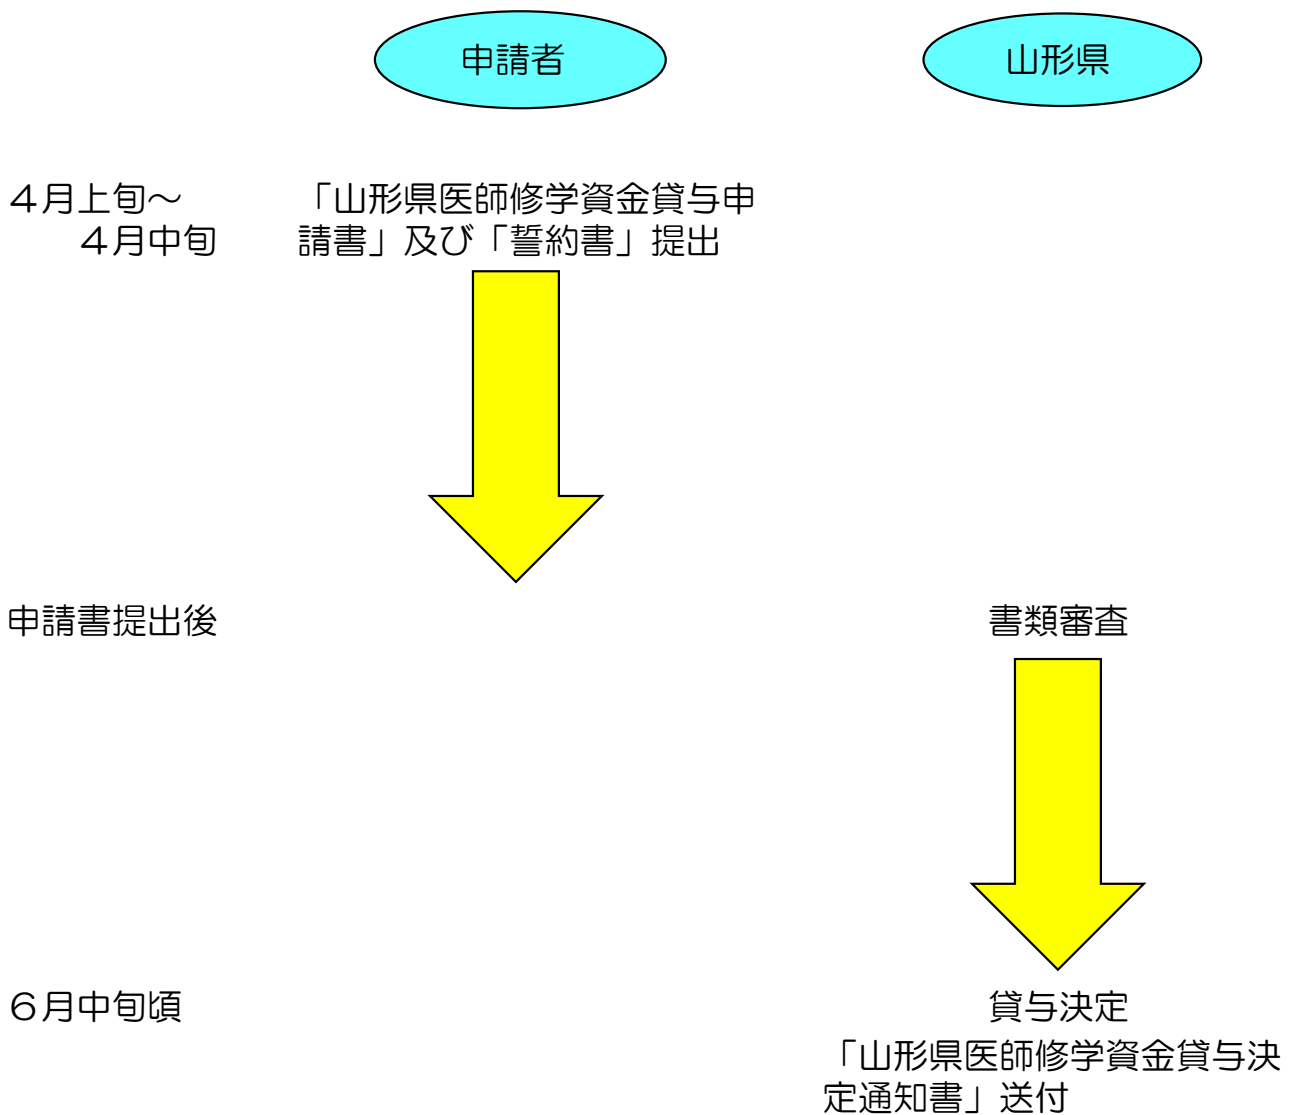 申請者
山形県
４月上旬～
４月中旬
「山形県医師修学資金貸与申
請書」及び「誓約書」提出
申請書提出後
書類審査
６月中旬頃
貸与決定
「山形県医師修学資金貸与決
定通知書」送付